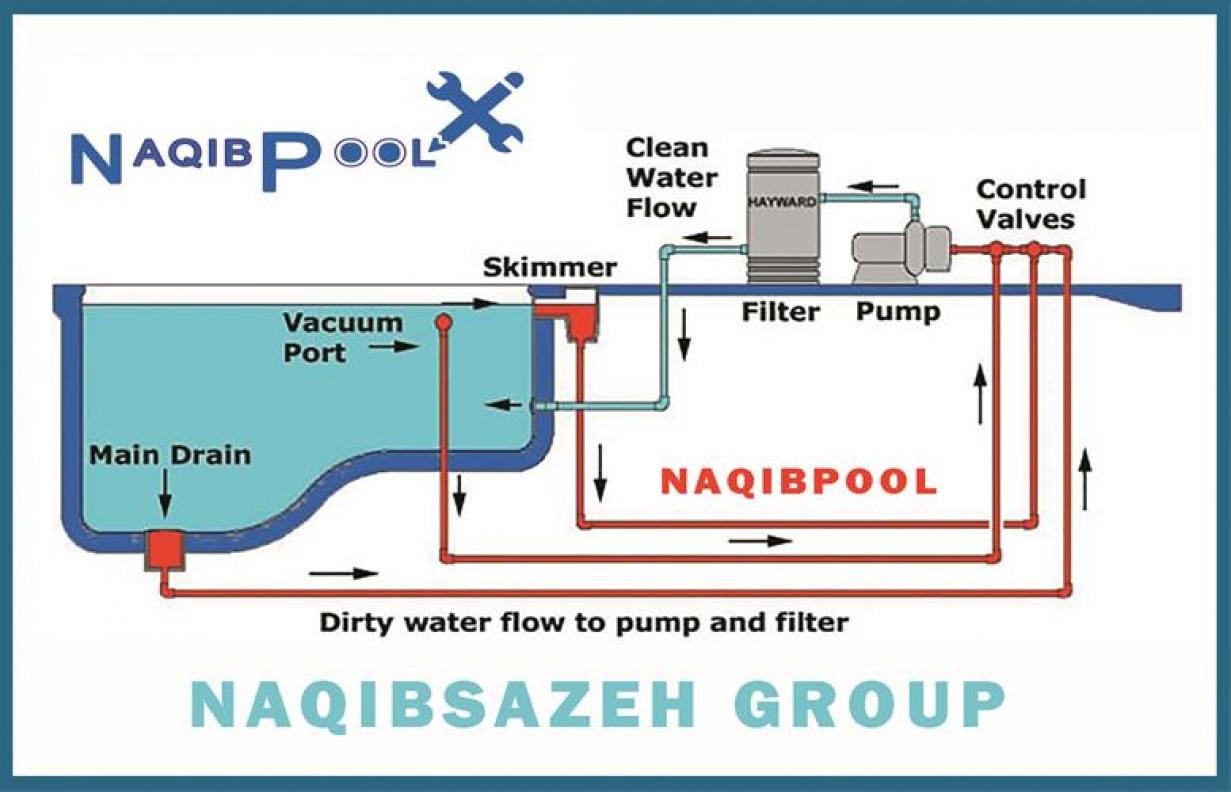 NAQIBPOOL
Clean
Water
Flow
HAYWARD
Control
Valves
Skimmer
Filter
Pump
Vacuum
Port
Main Drain
NAQIBPOOL
Dirty water flow to pump and filter
NAQIBSAZEH GROUP